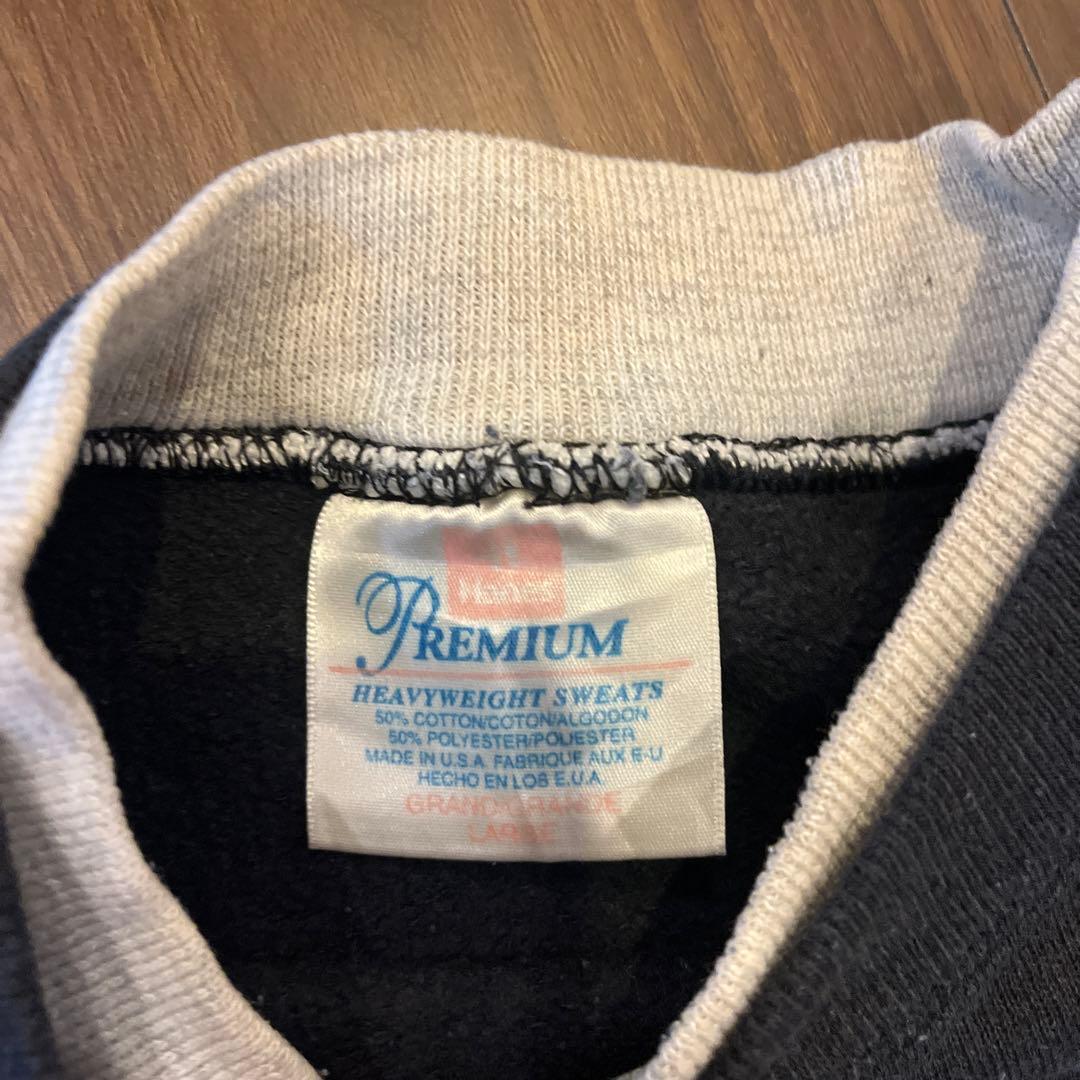 Hanes
PREMIUM
HEAVYWEIGHT SWEATS
50% COTTON/COTON/ALGODON
50% POLYESTER/POLIESTER
MADE IN U.S.A. FABRIQUE AUX E-U
HECHO EN LOS E.U.A.
GRAND/GRANDE
LARGE